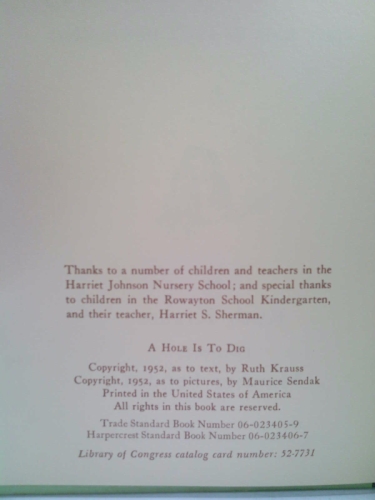 Thanks to a number of children and teachers in the
Harriet Johnson Nursery School; and special thanks
to children in the Rowayton School Kindergarten,
and their teacher, Harriet S. Sherman.
A Hole Is To Dig
Copyright, 1952, as to text, by Ruth Krauss
Copyright, 1952, as to pictures, by Maurice Sendak
Printed in the United States of America
All rights in this book are reserved.
Trade Standard Book Number 06-023405-9
Harpercrest Standard Book Number 06-023406-7
Library of Congress catalog card number: 52-7731